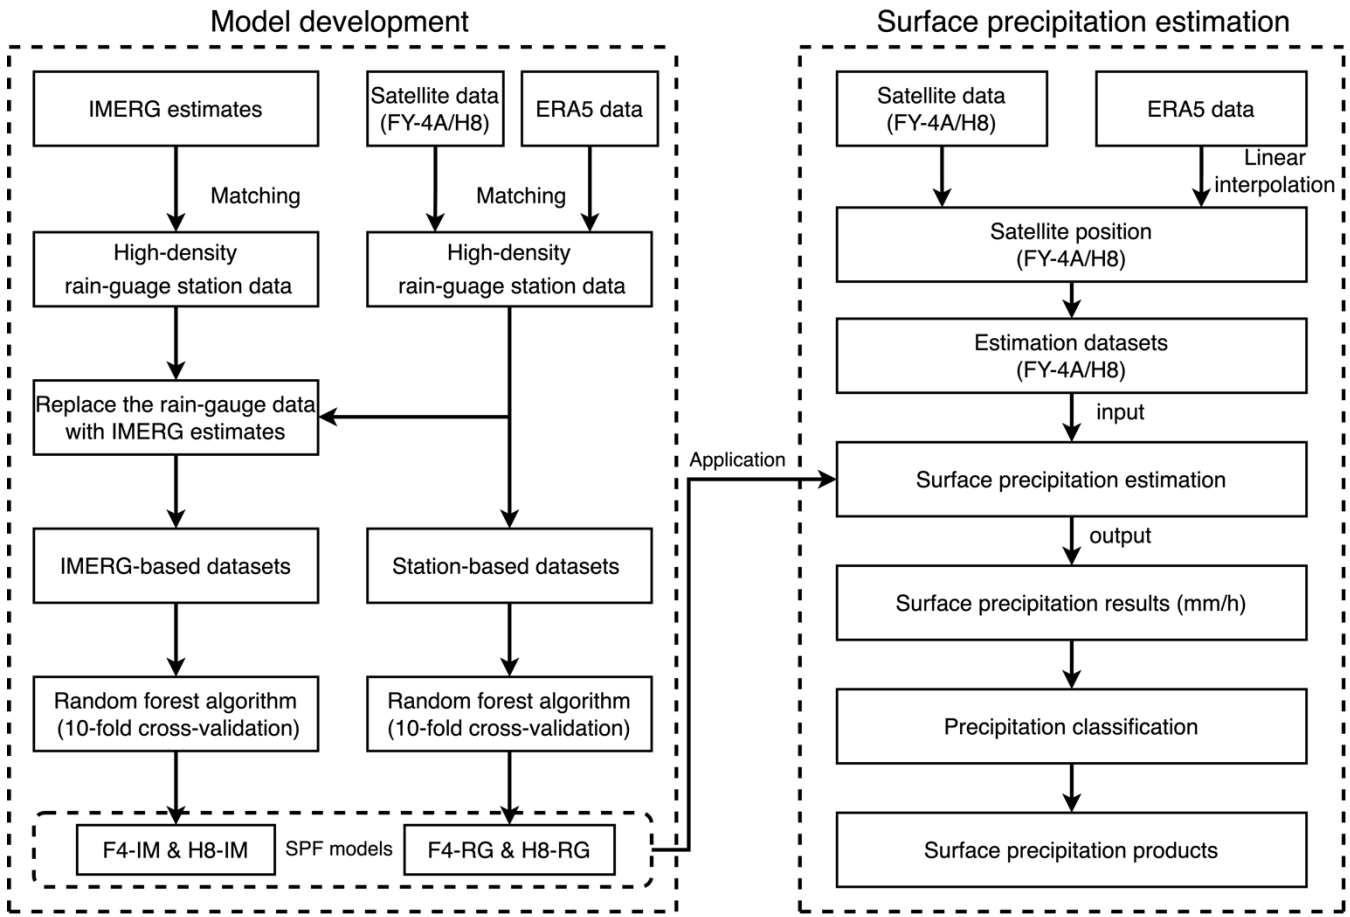 Model development
IMERG estimates
Satellite data
(FY-4A/H8)
ERA5 data
Matching
Matching
High-density
rain-guage station data
High-density
rain-guage station data
Replace the rain-gauge data
with IMERG estimates
IMERG-based datasets
Station-based datasets
Random forest algorithm
(10-fold cross-validation)
Random forest algorithm
(10-fold cross-validation)
F4-IM & H8-IM
SPF models
F4-RG & H8-RG
Application
Surface precipitation estimation
Satellite data
(FY-4A/H8)
ERA5 data
Linear
interpolation
Satellite position
(FY-4A/H8)
Estimation datasets
(FY-4A/H8)
input
Surface precipitation estimation
output
Surface precipitation results (mm/h)
Precipitation classification
Surface precipitation products